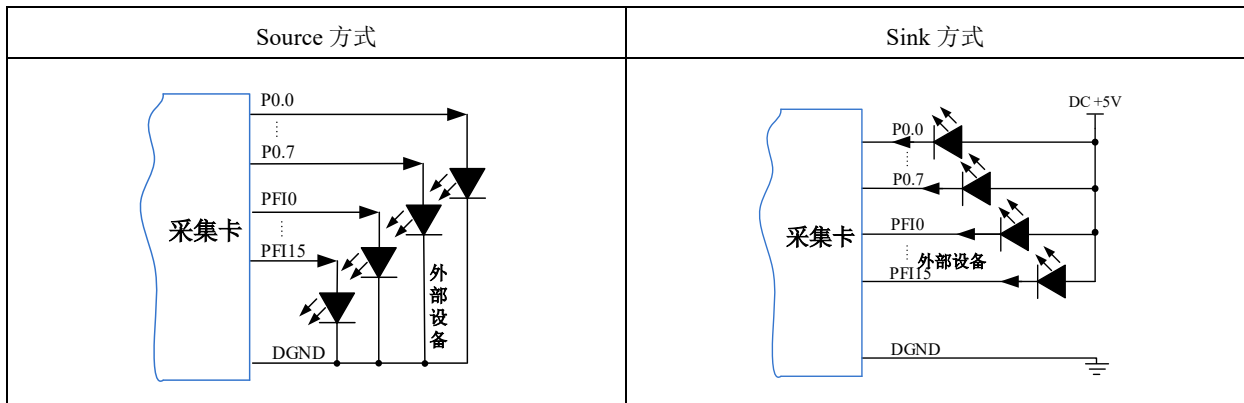 Source 方式
P0.0
P0.7
PFI0
采集卡
PFI15
外部设备
DGND
Sink 方式
DC +5V
P0.0
P0.7
PFI0
采集卡
外部设备
PFI15
DGND